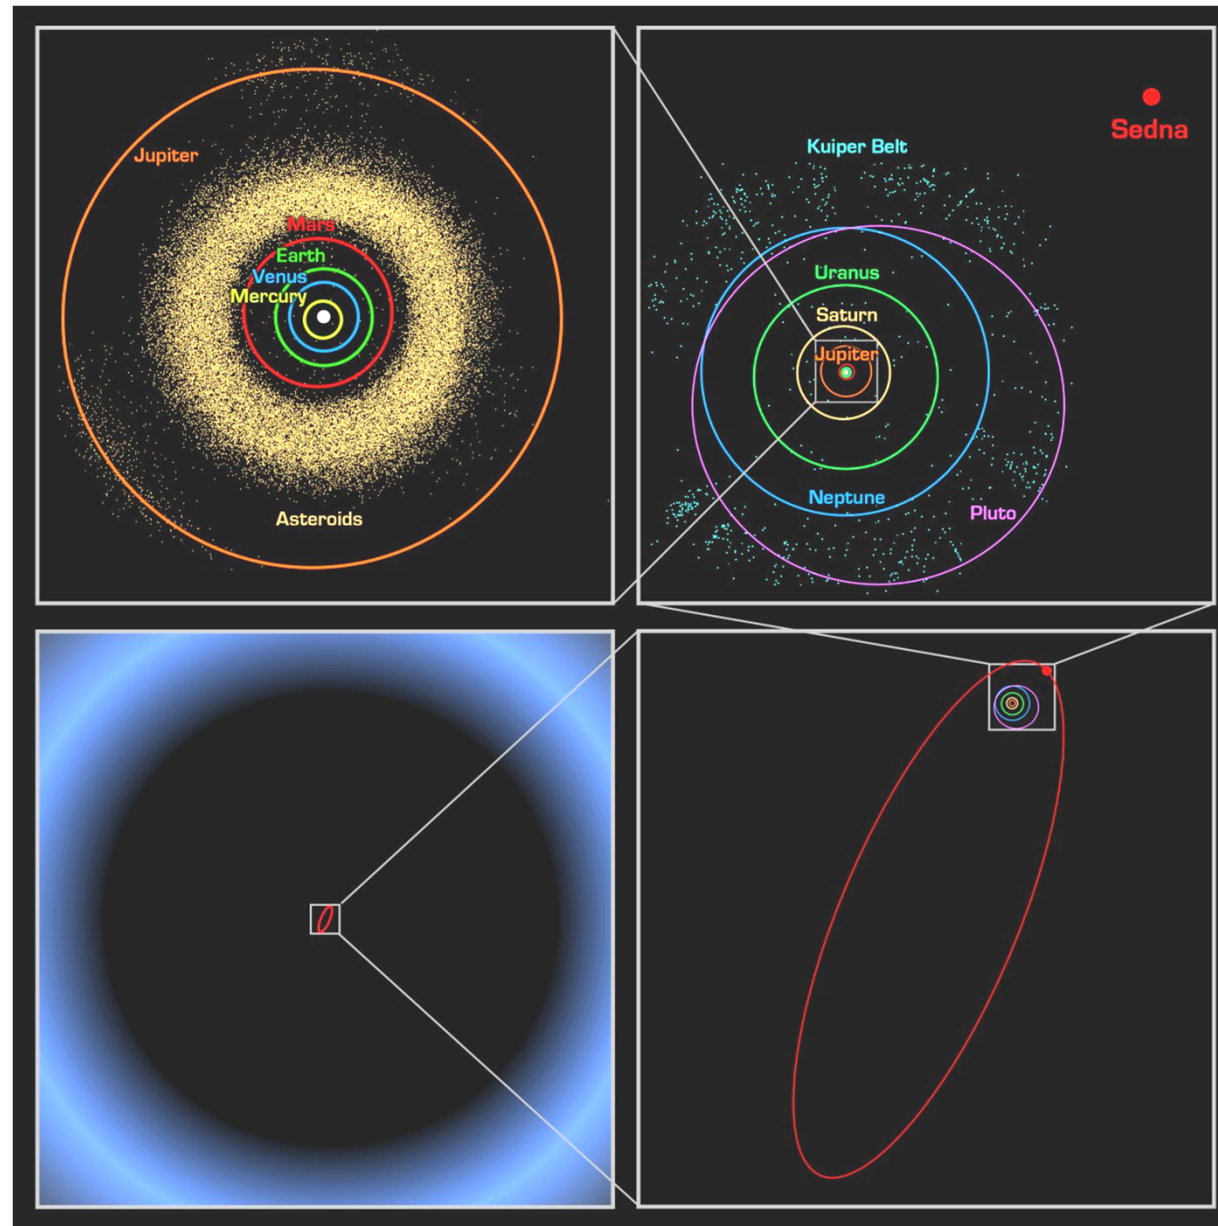 Jupiter
Mars
Earth
Venus
Mercury
Asteroids
Sedna
Kuiper Belt
Uranus
Saturn
Jupiter
Neptune
Pluto